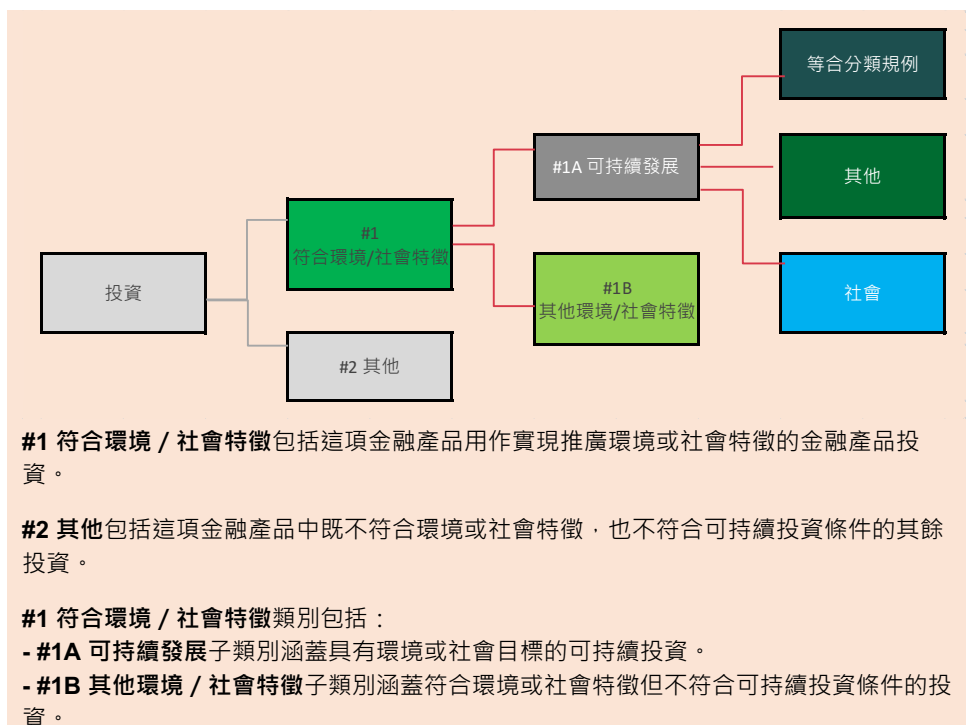 等合分類規例
#1A 可持續發展
其他
#1
符合環境/社會特徵
投資
#1B
其他環境/社會特徵
社會
#2 其他
#1 符合環境 / 社會特徵包括這項金融產品用作實現推廣環境或社會特徵的金融產品投
資。
#2 其他包括這項金融產品中既不符合環境或社會特徵，也不符合可持續投資條件的其餘
投資。
#1 符合環境 / 社會特徵類別包括：
- #1A 可持續發展子類別涵蓋具有環境或社會目標的可持續投資。
- #1B 其他環境 / 社會特徵子類別涵蓋符合環境或社會特徵但不符合可持續投資條件的投
資。